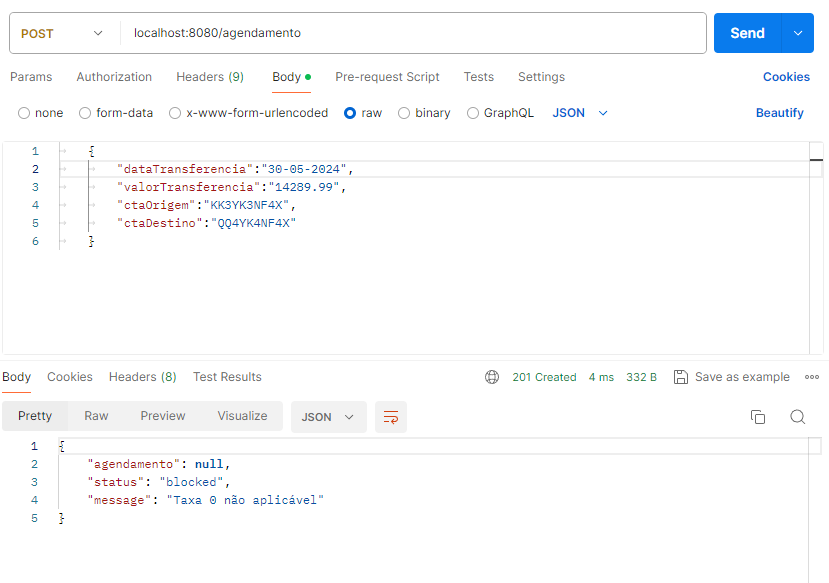 POST localhost:8080/agendamento Send
Params Authorization Headers (9) Body Pre-request Script Tests Settings Cookies
none form-data x-www-form-urlencoded raw binary GraphQL JSON Beautify
1 {
2 "dataTransferencia":"30-05-2024",
3 "valorTransferencia":"14289.99",
4 "ctaOrigem":"KK3YK3NF4X",
5 "ctaDestino":"QQ4YK4NF4X"
6 }
Body Cookies Headers (8) Test Results 201 Created 4 ms 332 B Save as example
Pretty Raw Preview Visualize JSON
1 {
2 "agendamento": null,
3 "status": "blocked",
4 "message": "Taxa 0 não aplicável"
5 }